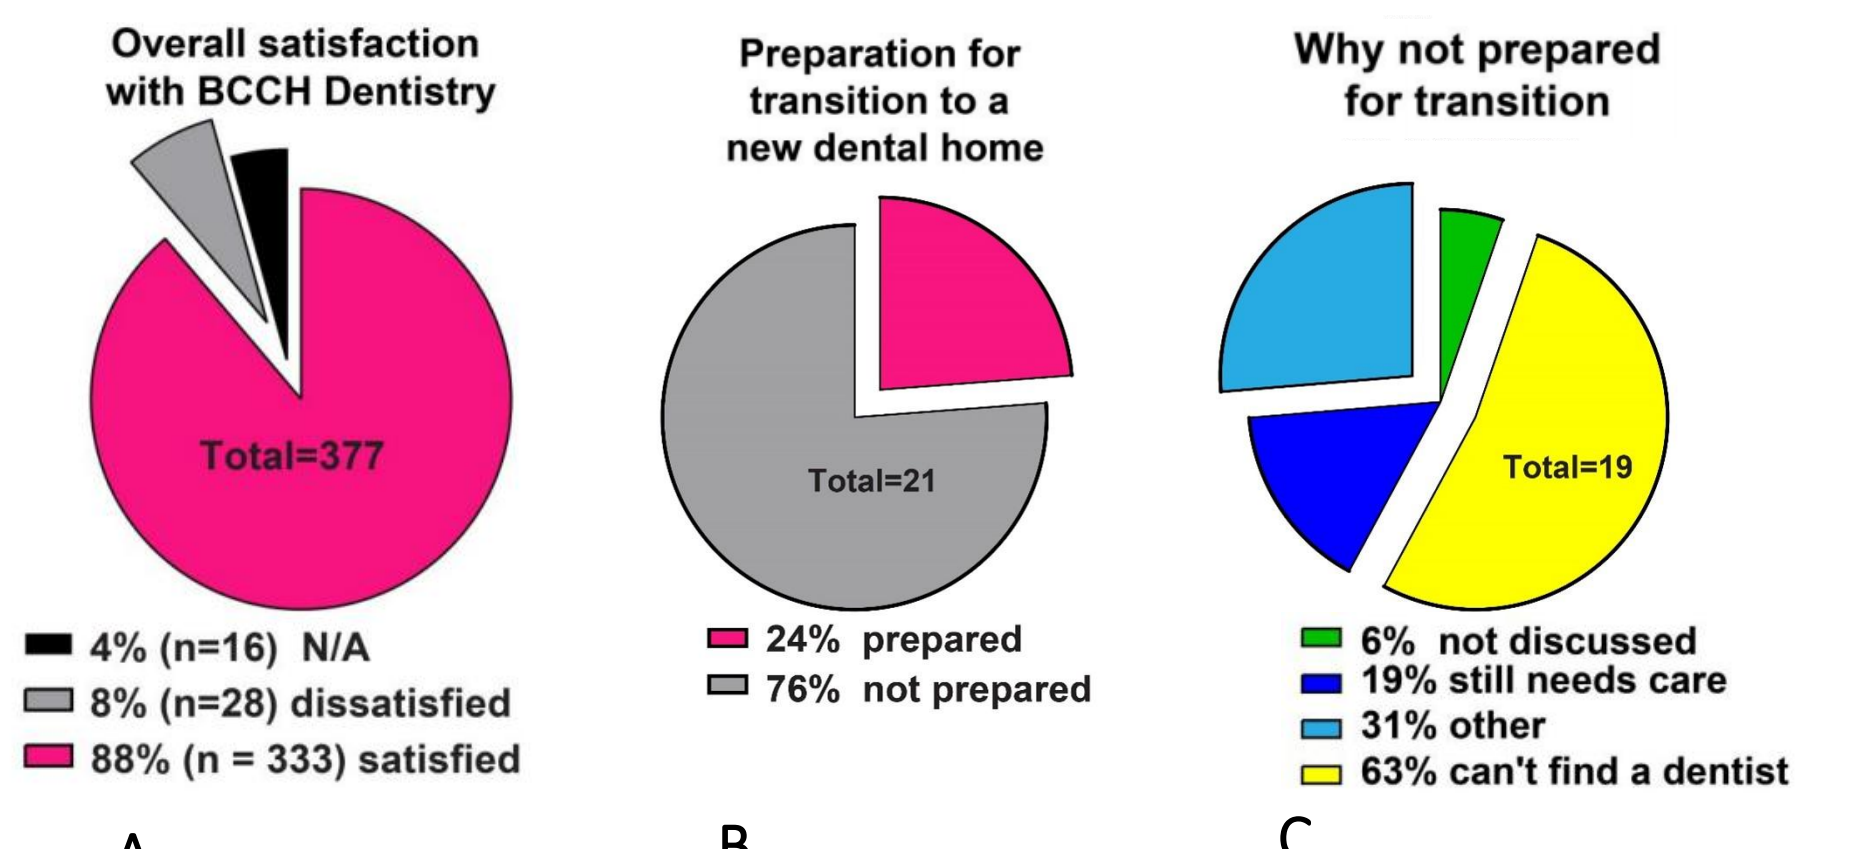 Overall satisfaction
with BCCH Dentistry
Total=377
4% (n=16) N/A
8% (n=28) dissatisfied
88% (n = 333) satisfied
A
Preparation for
transition to a
new dental home
Total=21
24% prepared
76% not prepared
B
Why not prepared
for transition
Total=19
6% not discussed
19% still needs care
31% other
63% can't find a dentist
C